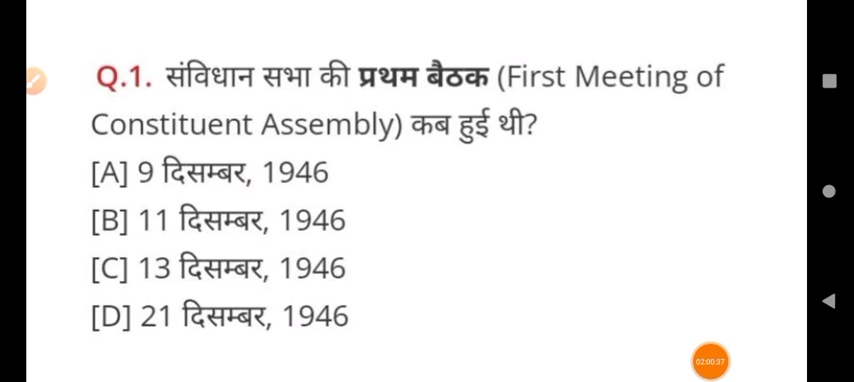 Q.1. संविधान सभा की प्रथम बैठक (First Meeting of
Constituent Assembly) कब हुई थी?
[A] 9 दिसम्बर, 1946
[B] 11 दिसम्बर, 1946
[C] 13 दिसम्बर, 1946
[D] 21 दिसम्बर, 1946
02:00:37